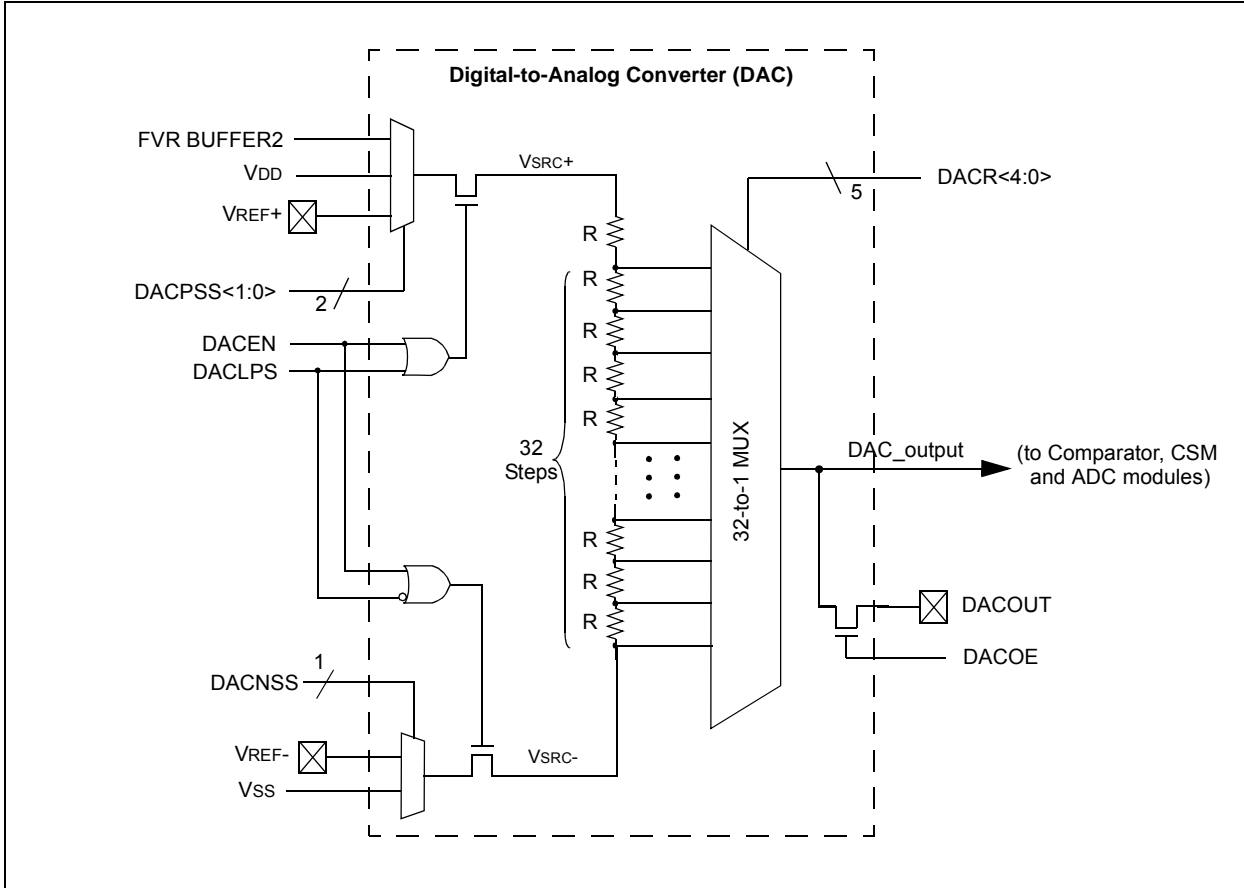 Digital-to-Analog Converter (DAC)
FVR BUFFER2
VDD
VREF+
DACPSS<1:0>
2
DACEN
DACLPS
VSRC+
R
R
R
R
R
32
Steps
R
R
R
32-to-1 MUX
5
DACR<4:0>
DAC_output
(to Comparator, CSM
and ADC modules)
DACOUT
DACOE
DACNSS
1
VREF-
VSS
VSRC-